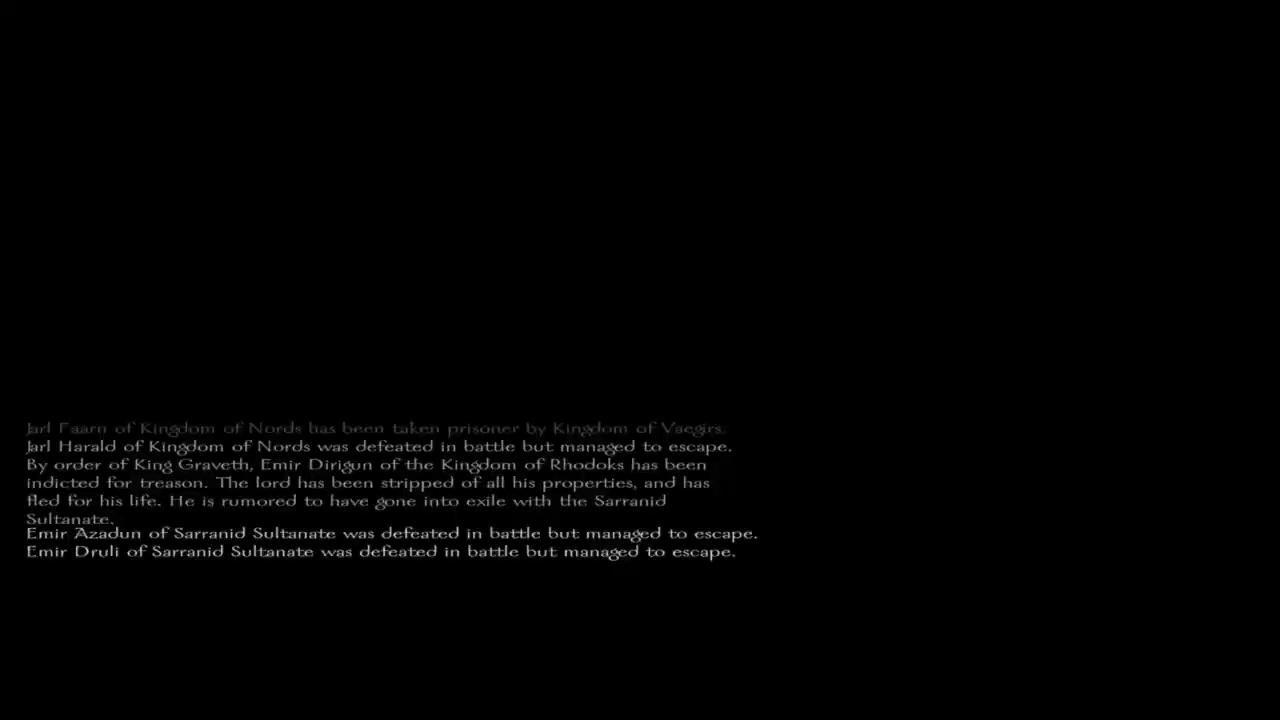 Jarl Faarn of Kingdom of Nords has been taken prisoner by Kingdom of Vaegirs.
Jarl Harald of Kingdom of Nords was defeated in battle but managed to escape.
By order of King Graveth, Emir Dirigun of the Kingdom of Rhodoks has been
indicted for treason. The lord has been stripped of all his properties, and has
fled for his life. He is rumored to have gone into exile with the Sarranid
Sultanate.
Emir Azadun of Sarranid Sultanate was defeated in battle but managed to escape.
Emir Druli of Sarranid Sultanate was defeated in battle but managed to escape.